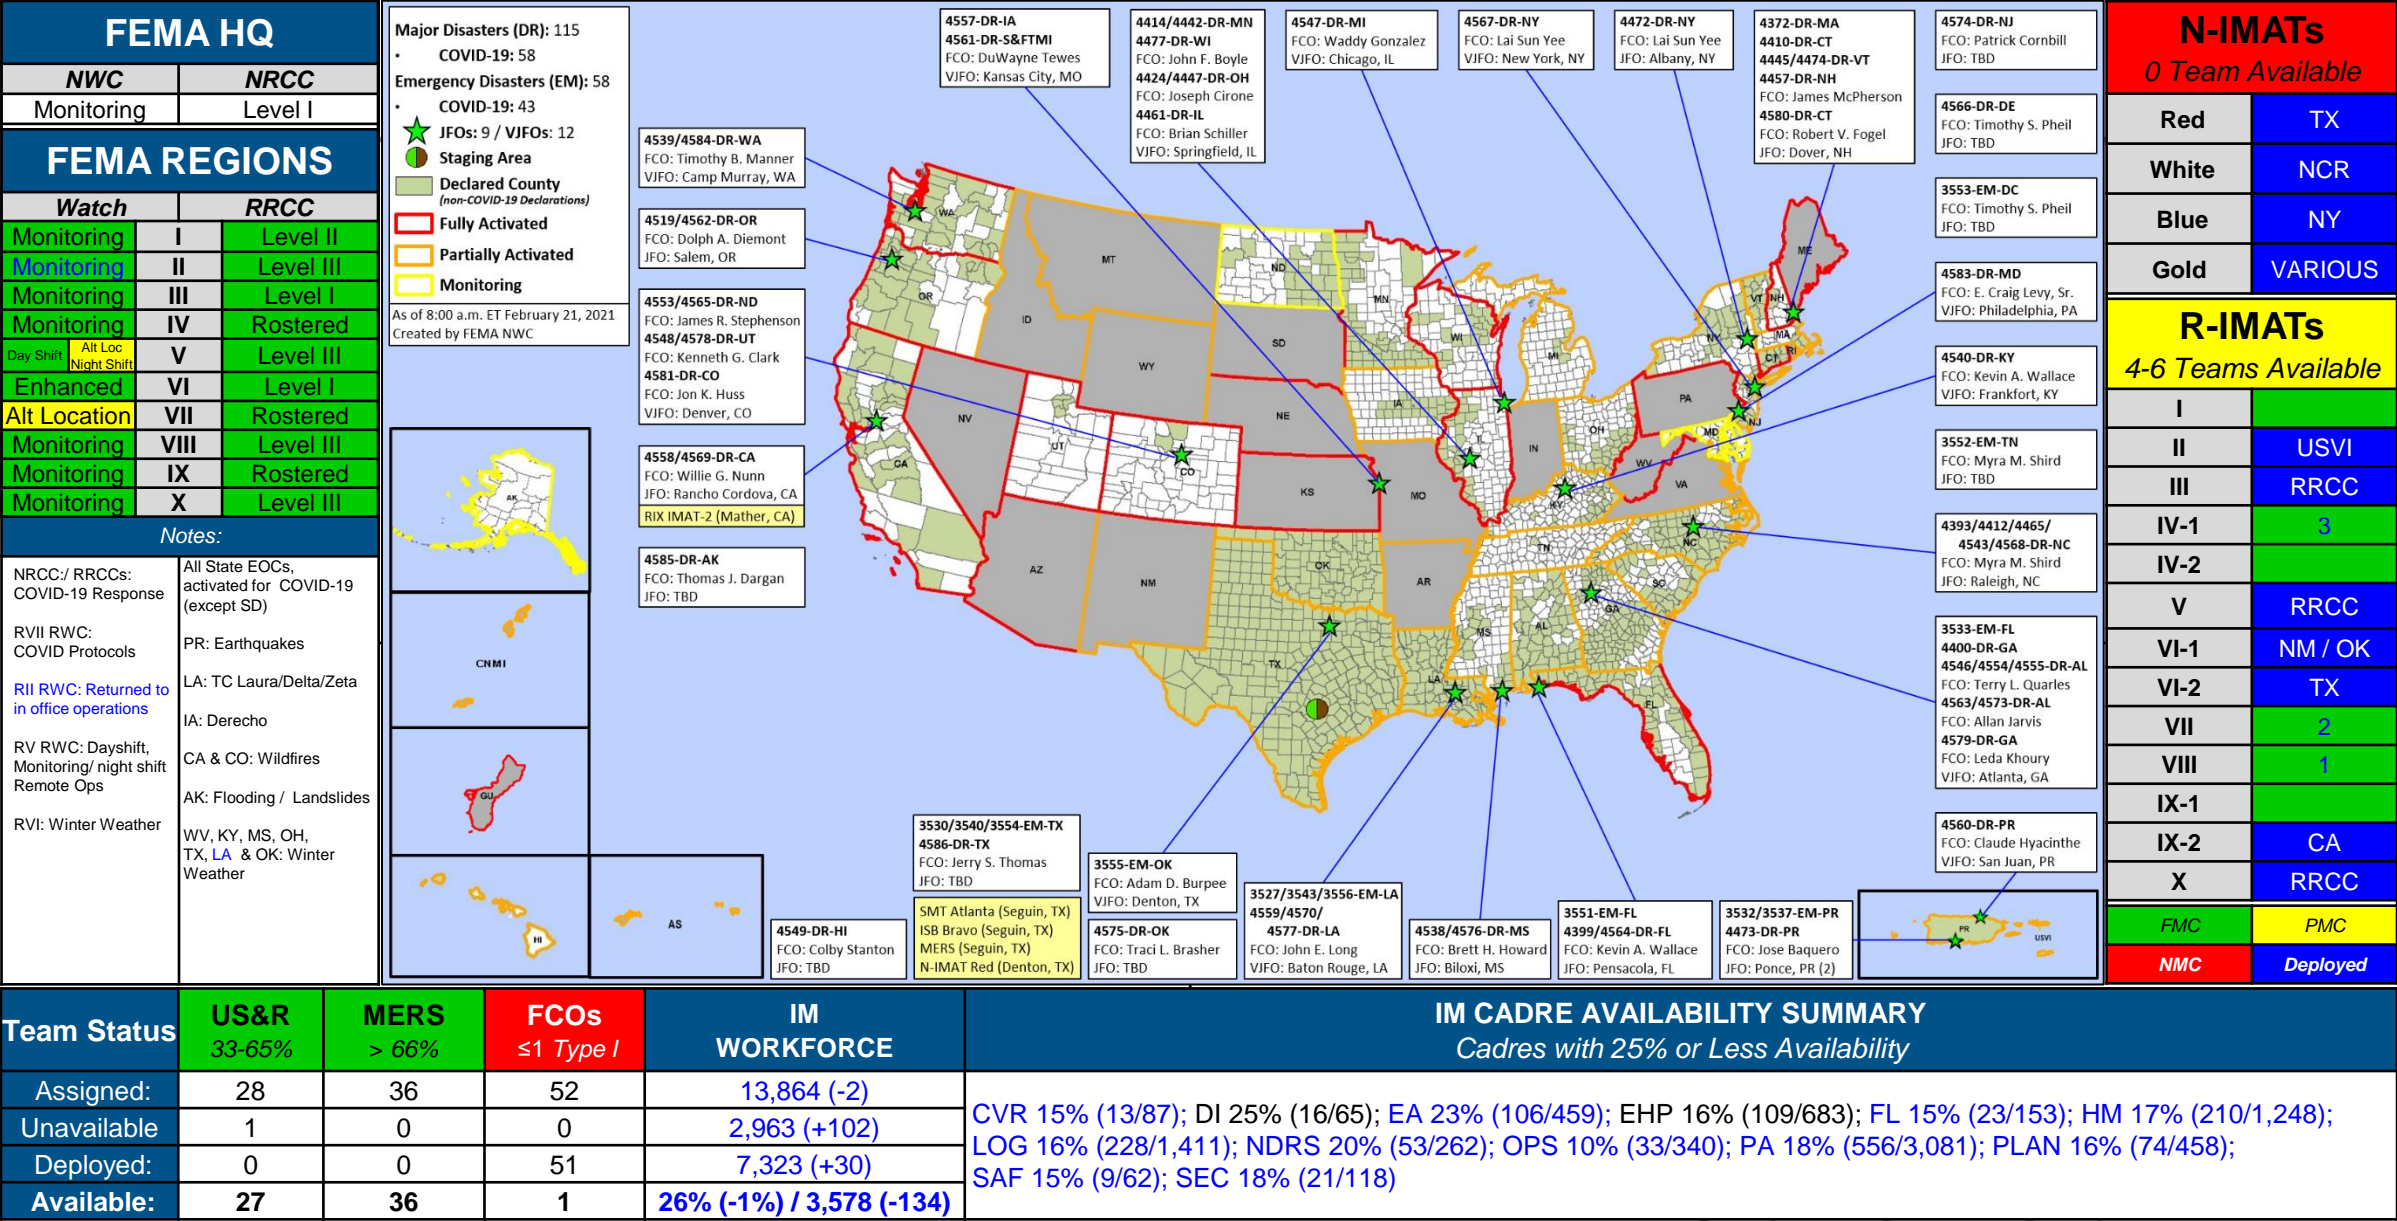 FEMA HQ
NWC NRCC
Monitoring Level I
FEMA REGIONS
Watch RRCC
Monitoring I Level II
Monitoring II Level III
Monitoring III Level I
Monitoring IV Rostered
Day Shift Alt Loc Night Shift V Level III
Enhanced VI Level I
Alt Location VII Rostered
Monitoring VIII Level III
Monitoring IX Rostered
Monitoring X Level III
Notes:
NRCC:/ RRCCs:
COVID-19 Response
RVII RWC:
COVID Protocols
RII RWC: Returned to
in office operations
RV RWC: Dayshift,
Monitoring/ night shift
Remote Ops
RVI: Winter Weather
All State EOCs,
activated for COVID-19
(except SD)
PR: Earthquakes
LA: TC Laura/Delta/Zeta
IA: Derecho
CA & CO: Wildfires
AK: Flooding / Landslides
WV, KY, MS, OH,
TX, LA & OK: Winter
Weather
Major Disasters (DR): 115
• COVID-19: 58
Emergency Disasters (EM): 58
• COVID-19: 43
JFOs: 9 / VJFOs: 12
Staging Area
Declared County
(non-COVID-19 Declarations)
Fully Activated
Partially Activated
Monitoring
As of 8:00 a.m. ET February 21, 2021
Created by FEMA NWC
4557-DR-IA
4561-DR-S&FTMI
FCO: DuWayne Tewes
VJFO: Kansas City, MO
4414/4442-DR-MN
4477-DR-WI
FCO: John F. Boyle
4424/4447-DR-OH
FCO: Joseph Cirone
4461-DR-IL
FCO: Brian Schiller
VJFO: Springfield, IL
4547-DR-MI
FCO: Waddy Gonzalez
VJFO: Chicago, IL
4567-DR-NY
FCO: Lai Sun Yee
VJFO: New York, NY
4472-DR-NY
FCO: Lai Sun Yee
JFO: Albany, NY
4372-DR-MA
4410-DR-CT
4445/4474-DR-VT
4457-DR-NH
FCO: James McPherson
4580-DR-CT
FCO: Robert V. Fogel
JFO: Dover, NH
4574-DR-NJ
FCO: Patrick Cornbill
JFO: TBD
4566-DR-DE
FCO: Timothy S. Pheil
JFO: TBD
3553-EM-DC
FCO: Timothy S. Pheil
JFO: TBD
4583-DR-MD
FCO: E. Craig Levy, Sr.
VJFO: Philadelphia, PA
4540-DR-KY
FCO: Kevin A. Wallace
VJFO: Frankfort, KY
3552-EM-TN
FCO: Myra M. Shird
JFO: TBD
4393/4412/4465/
4543/4568-DR-NC
FCO: Myra M. Shird
JFO: Raleigh, NC
3533-EM-FL
4400-DR-GA
4546/4554/4555-DR-AL
FCO: Terry L. Quarles
4563/4573-DR-AL
FCO: Allan Jarvis
4579-DR-GA
FCO: Leda Khoury
VJFO: Atlanta, GA
4560-DR-PR
FCO: Claude Hyacinthe
VJFO: San Juan, PR
4539/4584-DR-WA
FCO: Timothy B. Manner
VJFO: Camp Murray, WA
4519/4562-DR-OR
FCO: Dolph A. Diemont
JFO: Salem, OR
4553/4565-DR-ND
FCO: James R. Stephenson
4548/4578-DR-UT
FCO: Kenneth G. Clark
4581-DR-CO
FCO: Jon K. Huss
VJFO: Denver, CO
4558/4569-DR-CA
FCO: Willie G. Nunn
JFO: Rancho Cordova, CA
RIX IMAT-2 (Mather, CA)
4585-DR-AK
FCO: Thomas J. Dargan
JFO: TBD
4549-DR-HI
FCO: Colby Stanton
JFO: TBD
3530/3540/3554-EM-TX
4586-DR-TX
FCO: Jerry S. Thomas
JFO: TBD
SMT Atlanta (Seguin, TX)
ISB Bravo (Seguin, TX)
MERS (Seguin, TX)
N-IMAT Red (Denton, TX)
3555-EM-OK
FCO: Adam D. Burpee
VJFO: Denton, TX
4575-DR-OK
FCO: Traci L. Brasher
JFO: TBD
3527/3543/3556-EM-LA
4559/4570/
4577-DR-LA
FCO: John E. Long
VJFO: Baton Rouge, LA
4538/4576-DR-MS
FCO: Brett H. Howard
JFO: Biloxi, MS
3551-EM-FL
4399/4564-DR-FL
FCO: Kevin A. Wallace
JFO: Pensacola, FL
3532/3537-EM-PR
4473-DR-PR
FCO: Jose Baquero
JFO: Ponce, PR (2)
WA
OR
CA
ID
NV
MT
WY
UT
AZ
CO
NM
ND
SD
NE
KS
OK
TX
MN
IA
MO
AR
LA
WI
IL
MI
IN
OH
KY
TN
MS
AL
GA
FL
SC
NC
VA
WV
PA
MD
NJ
NY
VT
NH
ME
MA
CT
RI
AK
CNMI
GU
HI
AS
PR
USVI
N-IMATs
0 Team Available
Red TX
White NCR
Blue NY
Gold VARIOUS
R-IMATs
4-6 Teams Available
I
II USVI
III RRCC
IV-1 3
IV-2
V RRCC
VI-1 NM / OK
VI-2 TX
VII 2
VIII 1
IX-1
IX-2 CA
X RRCC
FMC PMC
NMC Deployed
Team Status US&R 33-65% MERS > 66% FCOs ≤1 Type I IM WORKFORCE
Assigned: 28 36 52 13,864 (-2)
Unavailable 1 0 0 2,963 (+102)
Deployed: 0 0 51 7,323 (+30)
Available: 27 36 1 26% (-1%) / 3,578 (-134)
IM CADRE AVAILABILITY SUMMARY
Cadres with 25% or Less Availability
CVR 15% (13/87); DI 25% (16/65); EA 23% (106/459); EHP 16% (109/683); FL 15% (23/153); HM 17% (210/1,248);
LOG 16% (228/1,411); NDRS 20% (53/262); OPS 10% (33/340); PA 18% (556/3,081); PLAN 16% (74/458);
SAF 15% (9/62); SEC 18% (21/118)